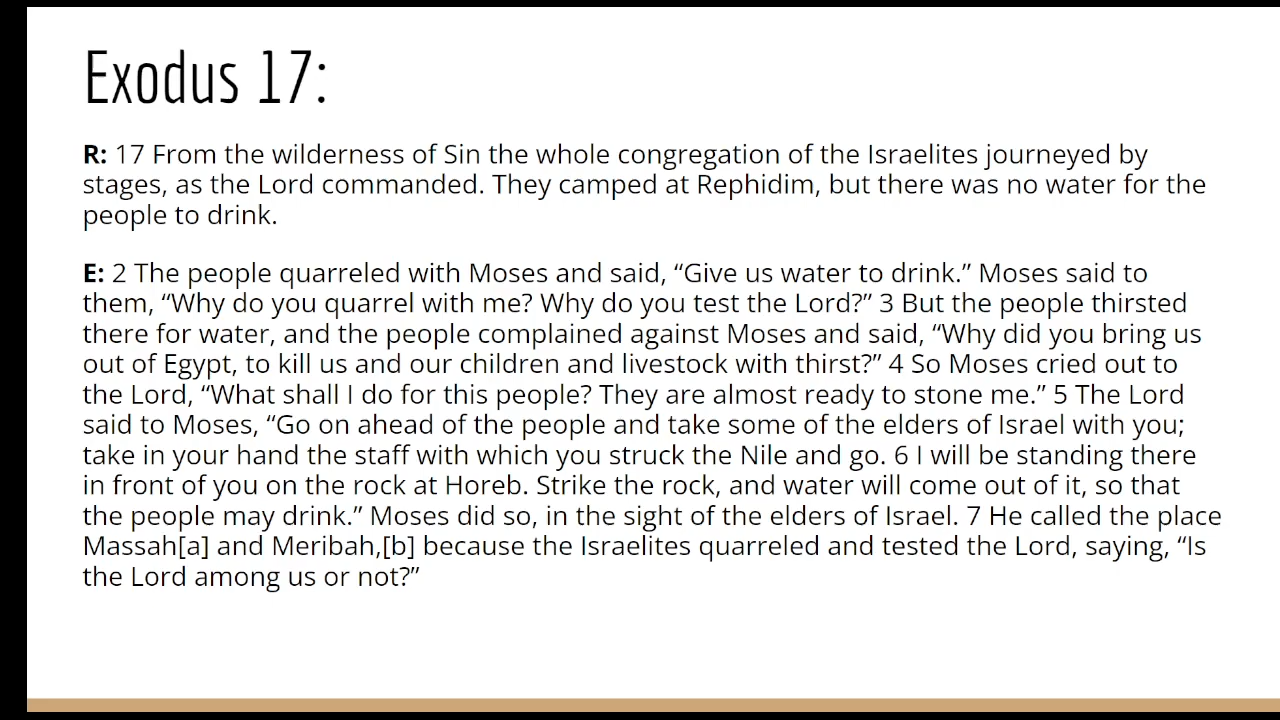 Exodus 17:
R: 17 From the wilderness of Sin the whole congregation of the Israelites journeyed by
stages, as the Lord commanded. They camped at Rephidim, but there was no water for the
people to drink.
E: 2 The people quarreled with Moses and said, “Give us water to drink.” Moses said to
them, “Why do you quarrel with me? Why do you test the Lord?” 3 But the people thirsted
there for water, and the people complained against Moses and said, “Why did you bring us
out of Egypt, to kill us and our children and livestock with thirst?” 4 So Moses cried out to
the Lord, “What shall I do for this people? They are almost ready to stone me.” 5 The Lord
said to Moses, “Go on ahead of the people and take some of the elders of Israel with you;
take in your hand the staff with which you struck the Nile and go. 6 I will be standing there
in front of you on the rock at Horeb. Strike the rock, and water will come out of it, so that
the people may drink.” Moses did so, in the sight of the elders of Israel. 7 He called the place
Massah[a] and Meribah,[b] because the Israelites quarreled and tested the Lord, saying, “Is
the Lord among us or not?”